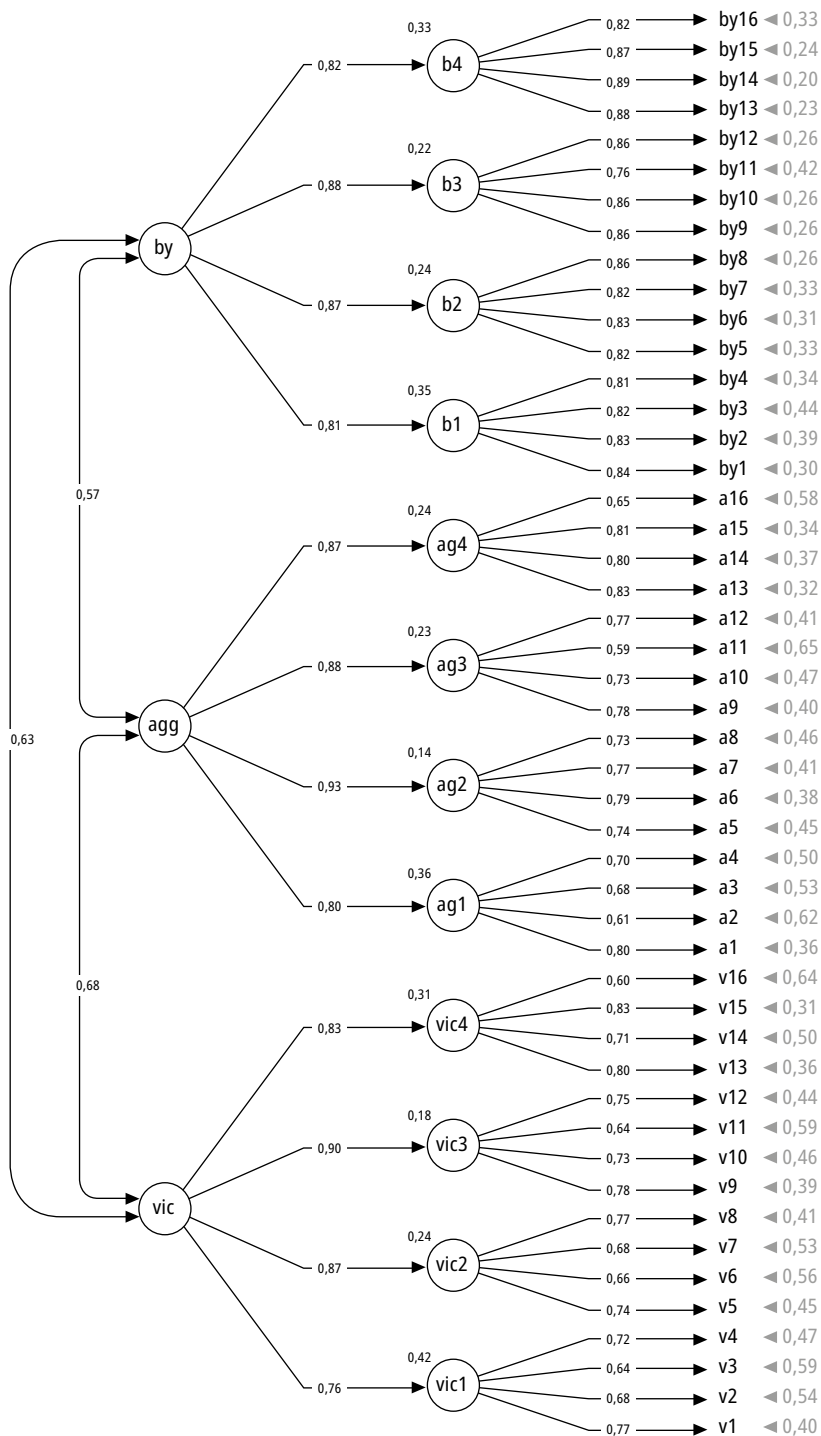 0,82 by16 0,33
0,33
0,87 by15 0,24
0,82 b4
0,89 by14 0,20
0,88 by13 0,23
0,86 by12 0,26
0,22
0,76 by11 0,42
0,88 b3
0,86 by10 0,26
0,86 by9 0,26
by
0,86 by8 0,26
0,24
0,82 by7 0,33
0,87 b2
0,83 by6 0,31
0,82 by5 0,33
0,81 by4 0,34
0,35
0,82 by3 0,44
0,81 b1
0,83 by2 0,39
0,84 by1 0,30
0,57
0,65 a16 0,58
0,24
0,81 a15 0,34
0,87 ag4
0,80 a14 0,37
0,83 a13 0,32
0,77 a12 0,41
0,23
0,59 a11 0,65
0,88 ag3
0,73 a10 0,47
0,78 a9 0,40
agg
0,63
0,73 a8 0,46
0,14
0,77 a7 0,41
0,93 ag2
0,79 a6 0,38
0,74 a5 0,45
0,70 a4 0,50
0,36
0,68 a3 0,53
0,80 ag1
0,61 a2 0,62
0,80 a1 0,36
0,68
0,60 v16 0,64
0,31
0,83 v15 0,31
0,83 vic4
0,71 v14 0,50
0,80 v13 0,36
0,75 v12 0,44
0,18
0,64 v11 0,59
0,90 vic3
0,73 v10 0,46
0,78 v9 0,39
vic
0,77 v8 0,41
0,24
0,68 v7 0,53
0,87 vic2
0,66 v6 0,56
0,74 v5 0,45
0,72 v4 0,47
0,42
0,64 v3 0,59
0,76 vic1
0,68 v2 0,54
0,77 v1 0,40